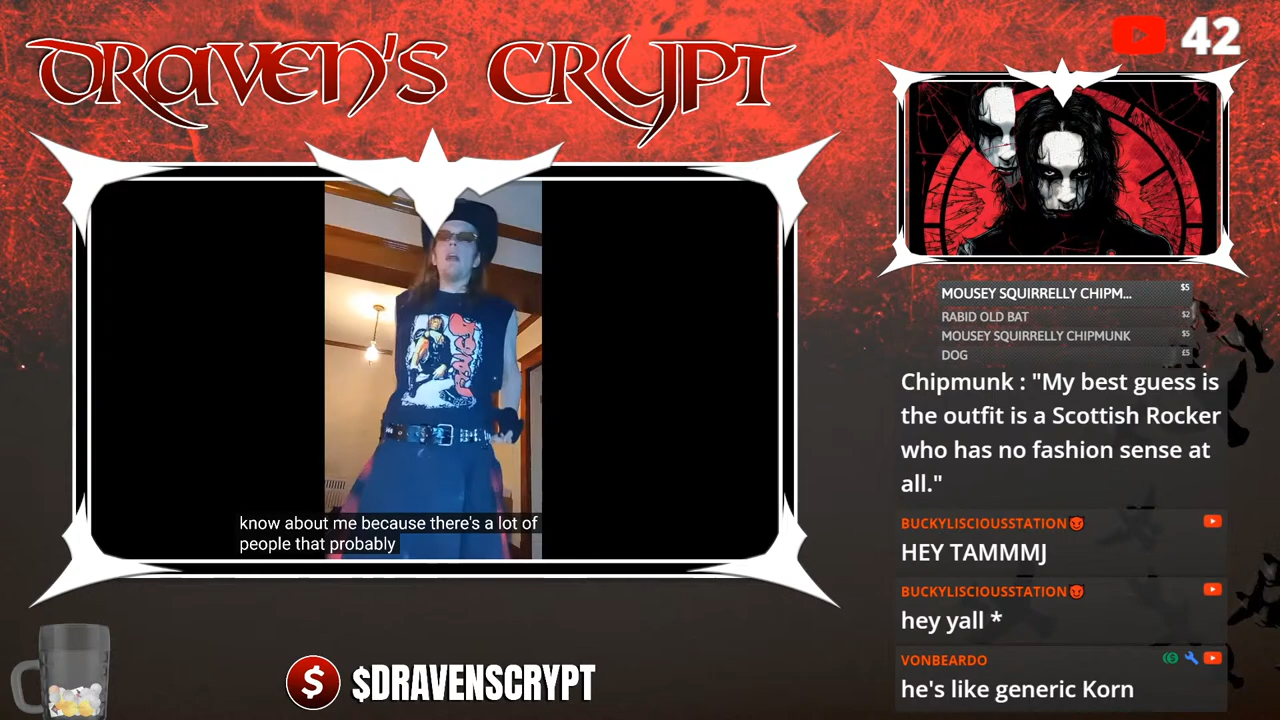 DRAVEN'S CRYPT
42
MOUSEY SQUIRRELLY CHIPM...
$5
RABID OLD BAT
$2
MOUSEY SQUIRRELLY CHIPMUNK
$5
DOG
£5
Chipmunk : "My best guess is
the outfit is a Scottish Rocker
who has no fashion sense at
all."
BUCKYLISCIOUSSTATION😈
HEY TAMMMJ
BUCKYLISCIOUSSTATION😈
hey yall *
VONBEARDO
he's like generic Korn
know about me because there's a lot of
people that probably
$ $DRAVENSCRYPT